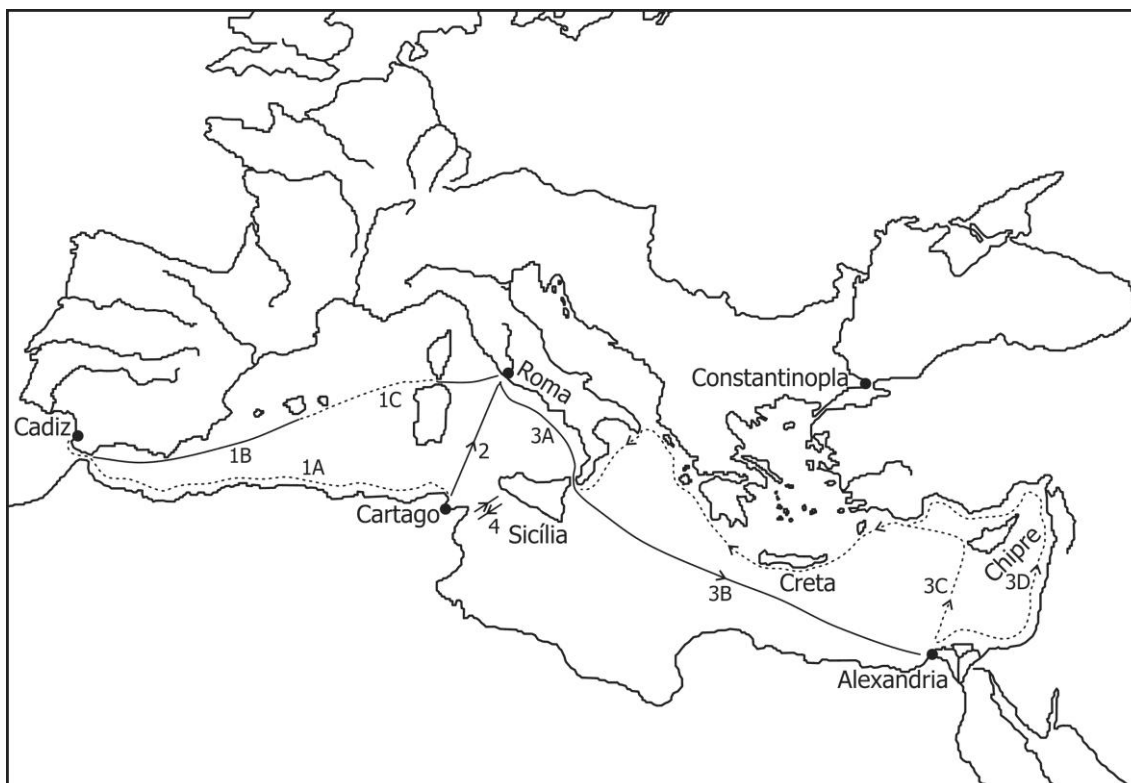 Roma
Constantinopla
1C
Cadiz
3A
1B
2
1A
Cartago
4
Sicília
Creta
Chipre
3B
3C
3D
Alexandria